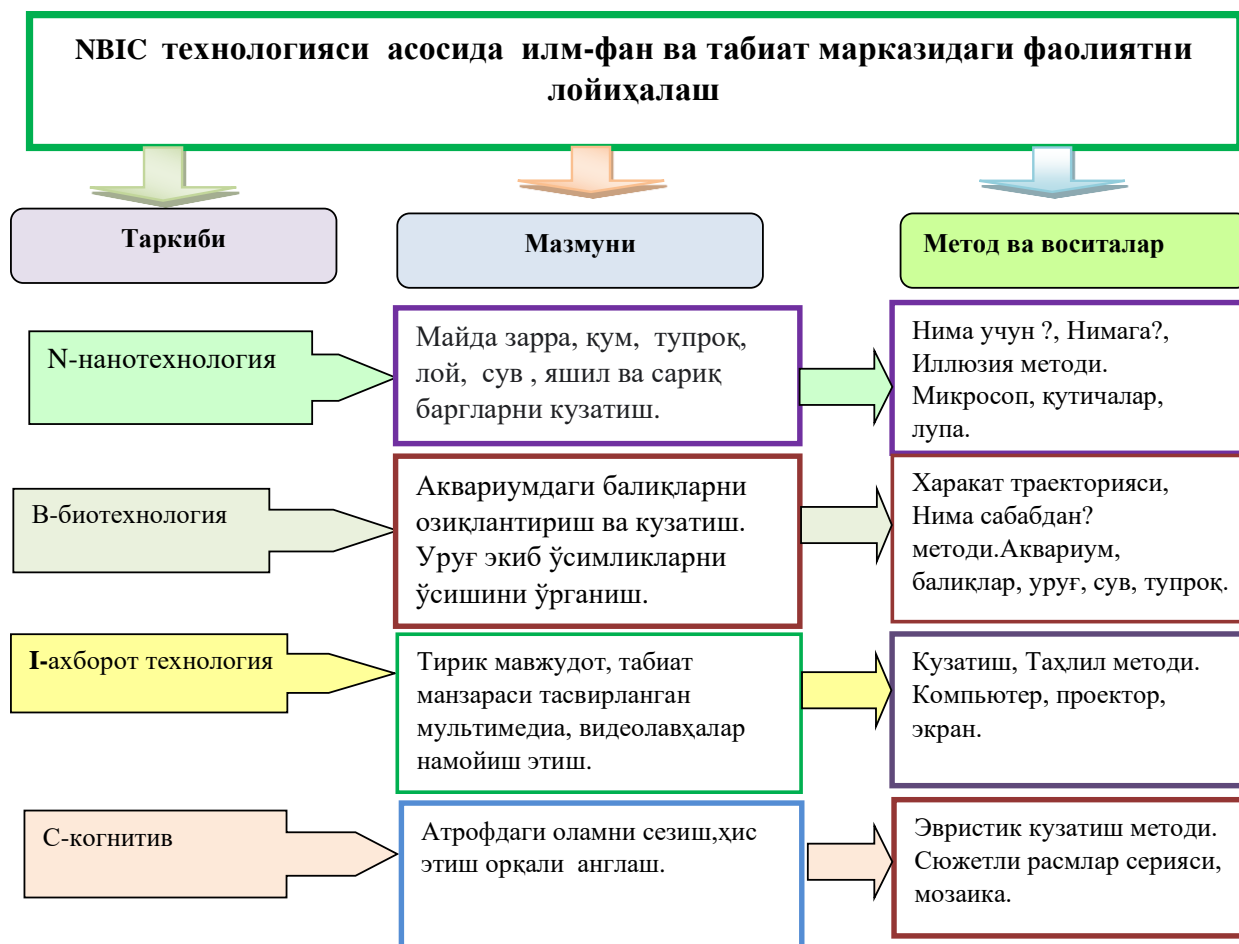 NBIC технологияси асосида илм-фан ва табиат марказидаги фаолиятни
лойиҳалаш
Таркиби
Мазмуни
Метод ва воситалар
N-нанотехнология
Майда зарра, қум, тупроқ,
лой, сув , яшил ва сариқ
баргларни кузатиш.
Нима учун ?, Нимага?,
Иллюзия методи.
Микросоп, қутичалар,
лупа.
В-биотехнология
Аквариумдаги балиқларни
озиқлантириш ва кузатиш.
Уруғ экиб ўсимликларни
ўсишини ўрганиш.
Харакат траекторияси,
Нима сабабдан?
методи.Аквариум,
балиқлар, уруғ, сув, тупроқ.
I-ахборот технология
Тирик мавжудот, табиат
манзараси тасвирланган
мультимедиа, видеолавҳалар
намойиш этиш.
Кузатиш, Таҳлил методи.
Компьютер, проектор,
экран.
С-когнитив
Атрофдаги оламни сезиш,ҳис
этиш орқали англаш.
Эвристик кузатиш методи.
Сюжетли расмлар серияси,
мозаика.